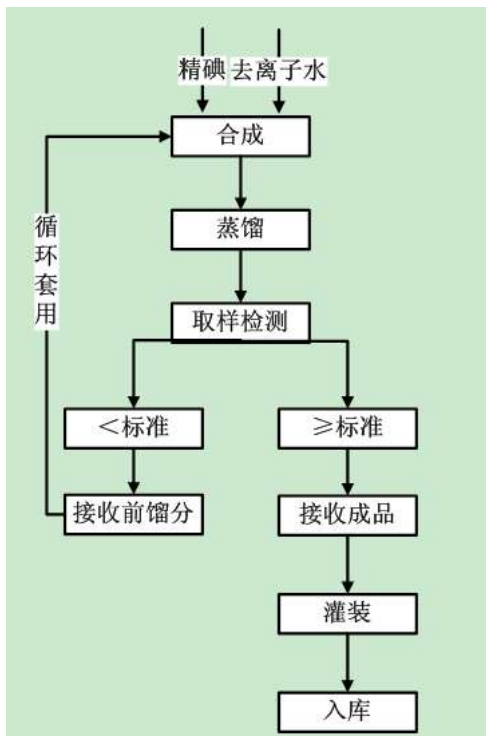 精碘 去离子水
合成
蒸馏
循环套用
取样检测
＜标准 ≥标准
接收前馏分 接收成品
灌装
入库